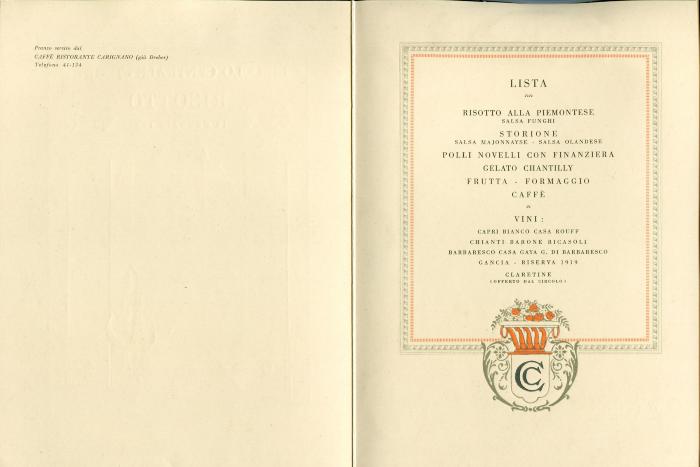 Pranzo servito dal
CAFFÈ RISTORANTE CARIGNANO (già Dreher)
Telefono 41-134
LISTA
RISOTTO ALLA PIEMONTESE
SALSA FUNGHI
STORIONE
SALSA MAJONNAYSE - SALSA OLANDESE
POLLI NOVELLI CON FINANZIERA
GELATO CHANTILLY
FRUTTA - FORMAGGIO
CAFFÈ
VINI :
CAPRI BIANCO CASA ROUFF
CHIANTI BARONE RICASOLI
BARBARESCO CASA GAYA G. DI BARBARESCO
GANCIA - RISERVA 1919
CLARETINE
(OFFERTO DAL CIRCOLO)
CC